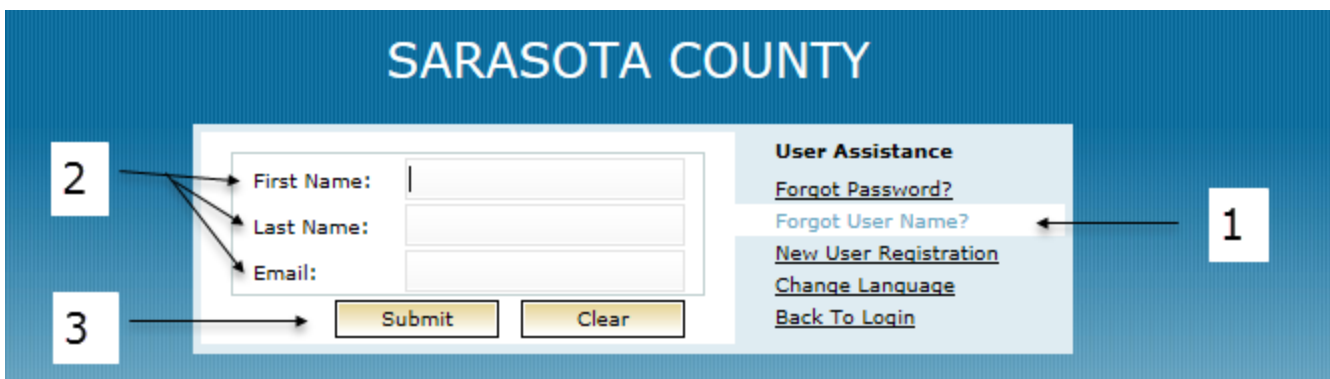 SARASOTA COUNTY
2
First Name:
Last Name:
Email:
3
Submit Clear
User Assistance
Forgot Password?
Forgot User Name?
New User Registration
Change Language
Back To Login
1